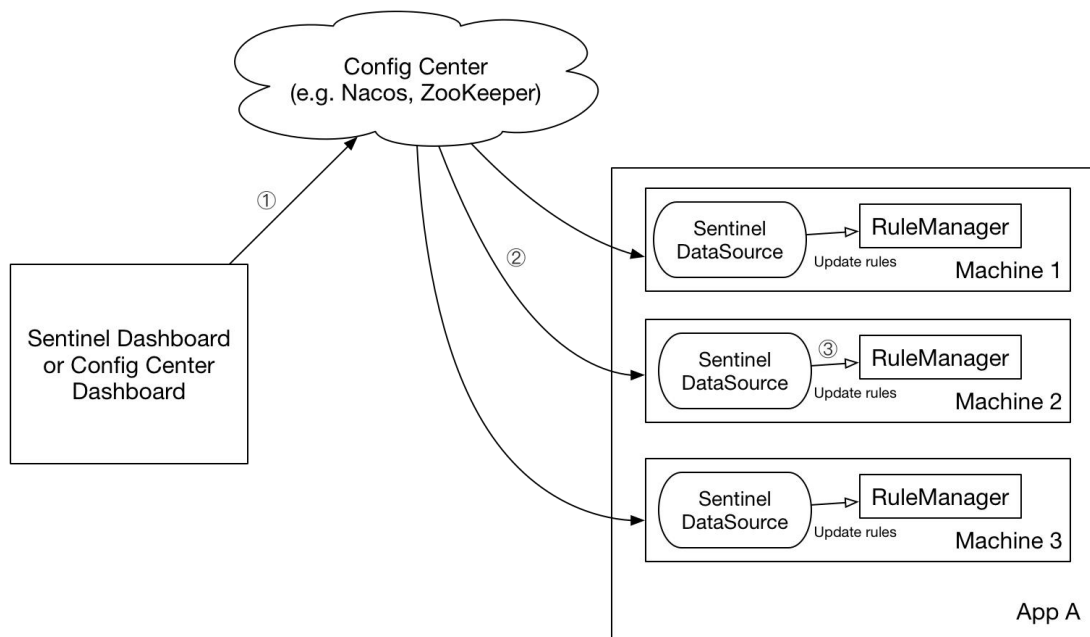 Config Center
(e.g. Nacos, ZooKeeper)
①
②
Sentinel Dashboard
or Config Center
Dashboard
Sentinel
DataSource
Update rules
RuleManager
Machine 1
Sentinel
DataSource
③
Update rules
RuleManager
Machine 2
Sentinel
DataSource
Update rules
RuleManager
Machine 3
App A